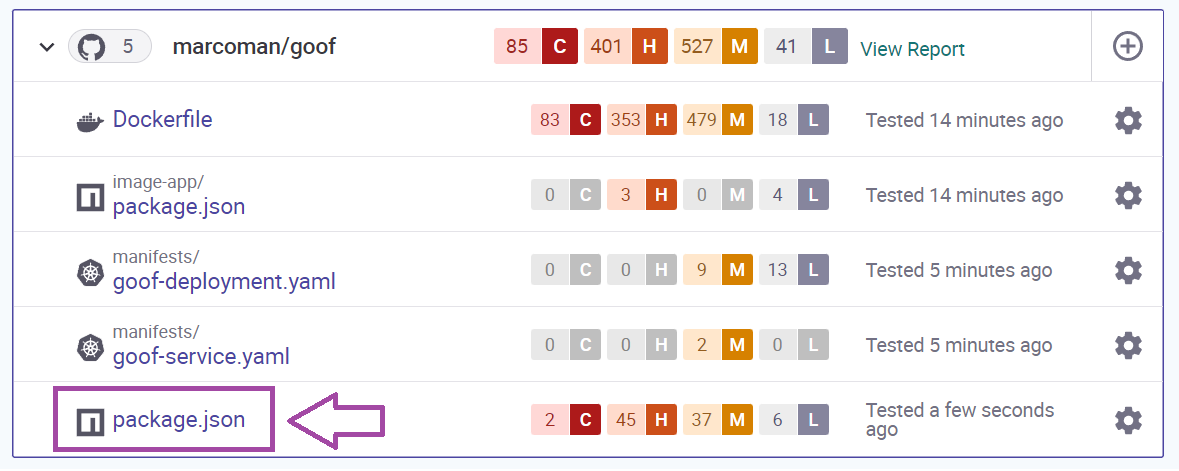 5 marcoman/goof 85 C 401 H 527 M 41 L View Report
Dockerfile 83 C 353 H 479 M 18 L Tested 14 minutes ago
image-app/
package.json 0 C 3 H 0 M 4 L Tested 14 minutes ago
manifests/
goof-deployment.yaml 0 C 0 H 9 M 13 L Tested 5 minutes ago
manifests/
goof-service.yaml 0 C 0 H 2 M 0 L Tested 5 minutes ago
package.json 2 C 45 H 37 M 6 L Tested a few seconds
ago